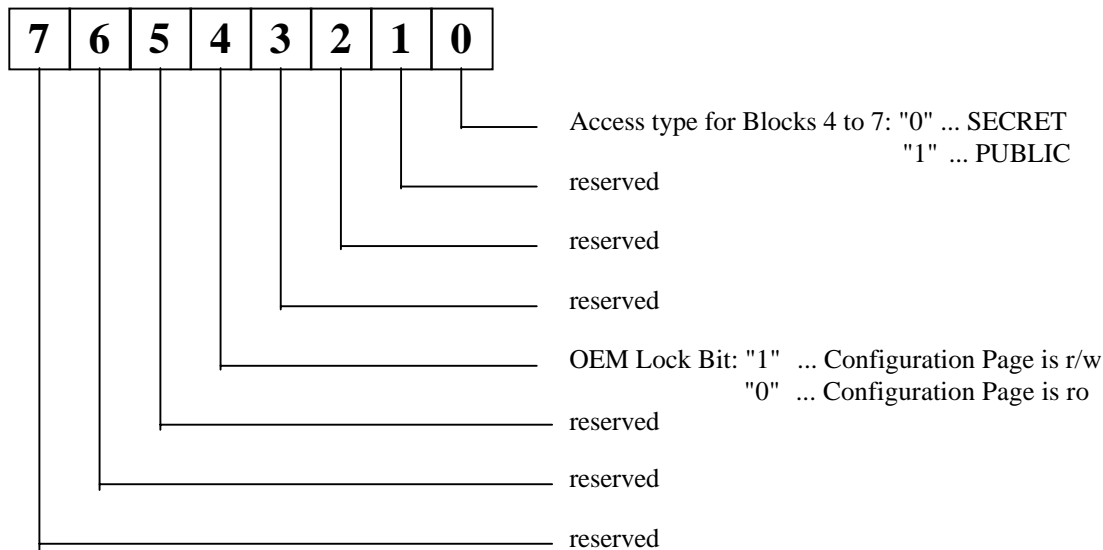 7 6 5 4 3 2 1 0
Access type for Blocks 4 to 7: "0" ... SECRET
"1" ... PUBLIC
reserved
reserved
reserved
OEM Lock Bit: "1" ... Configuration Page is r/w
"0" ... Configuration Page is ro
reserved
reserved
reserved